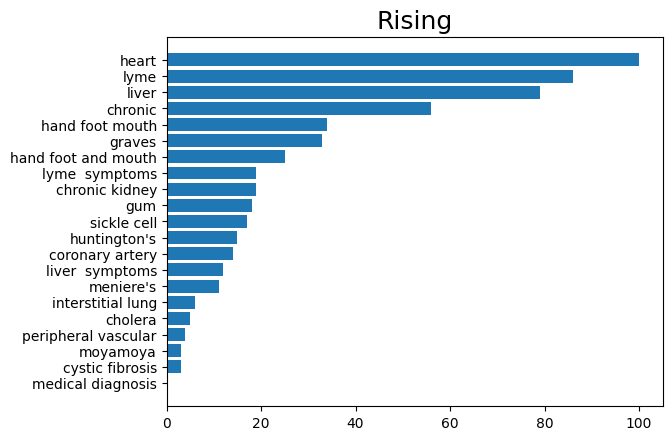 Rising
heart
lyme
liver
chronic
hand foot mouth
graves
hand foot and mouth
lyme  symptoms
chronic kidney
gum
sickle cell
huntington's
coronary artery
liver  symptoms
meniere's
interstitial lung
cholera
peripheral vascular
moyamoya
cystic fibrosis
medical diagnosis
0 20 40 60 80 100